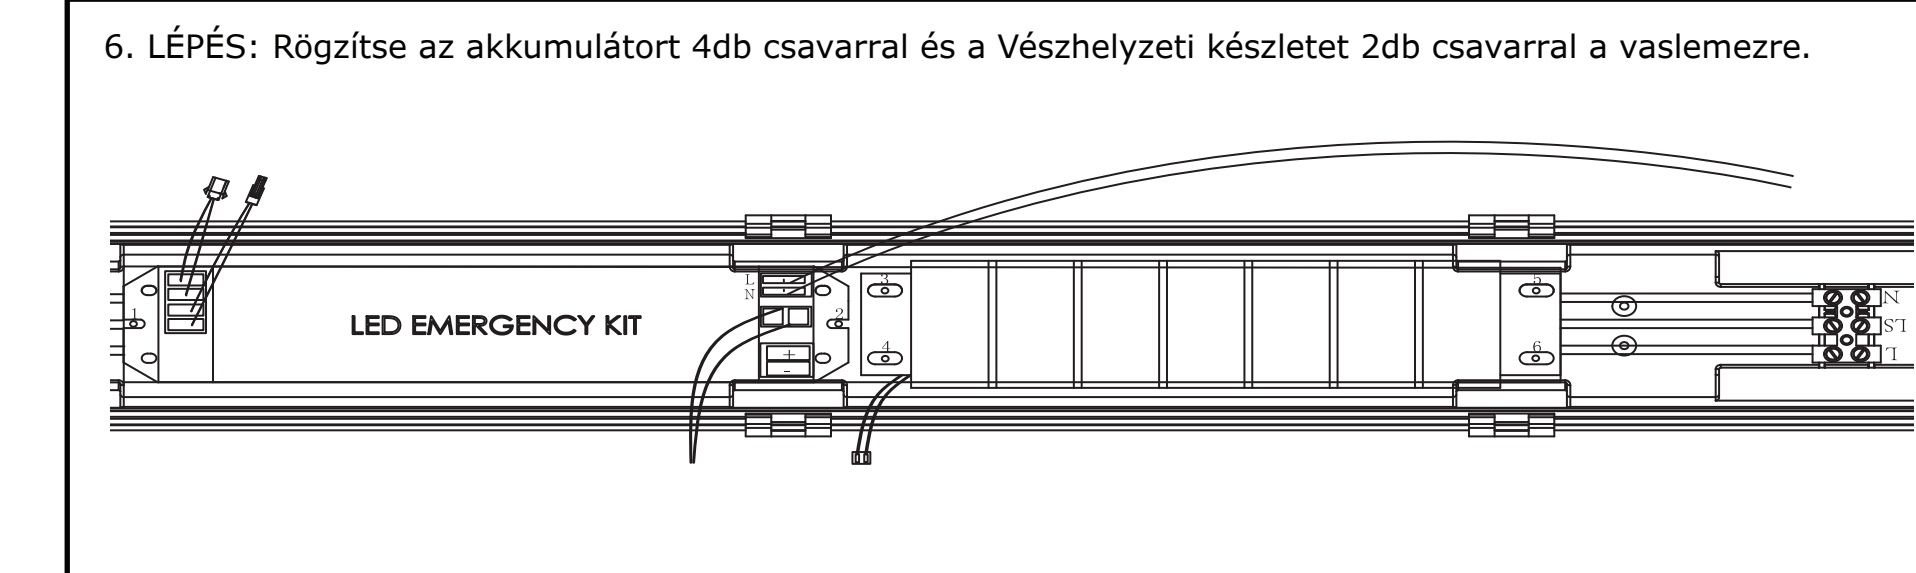 6. LÉPÉS: Rögzítse az akkumulátort 4db csavarral és a Vészhelyzeti készletet 2db csavarral a vaslemezre.
L
N
1
LED EMERGENCY KIT
2
+
-
3
4
5
6
N
LS
L